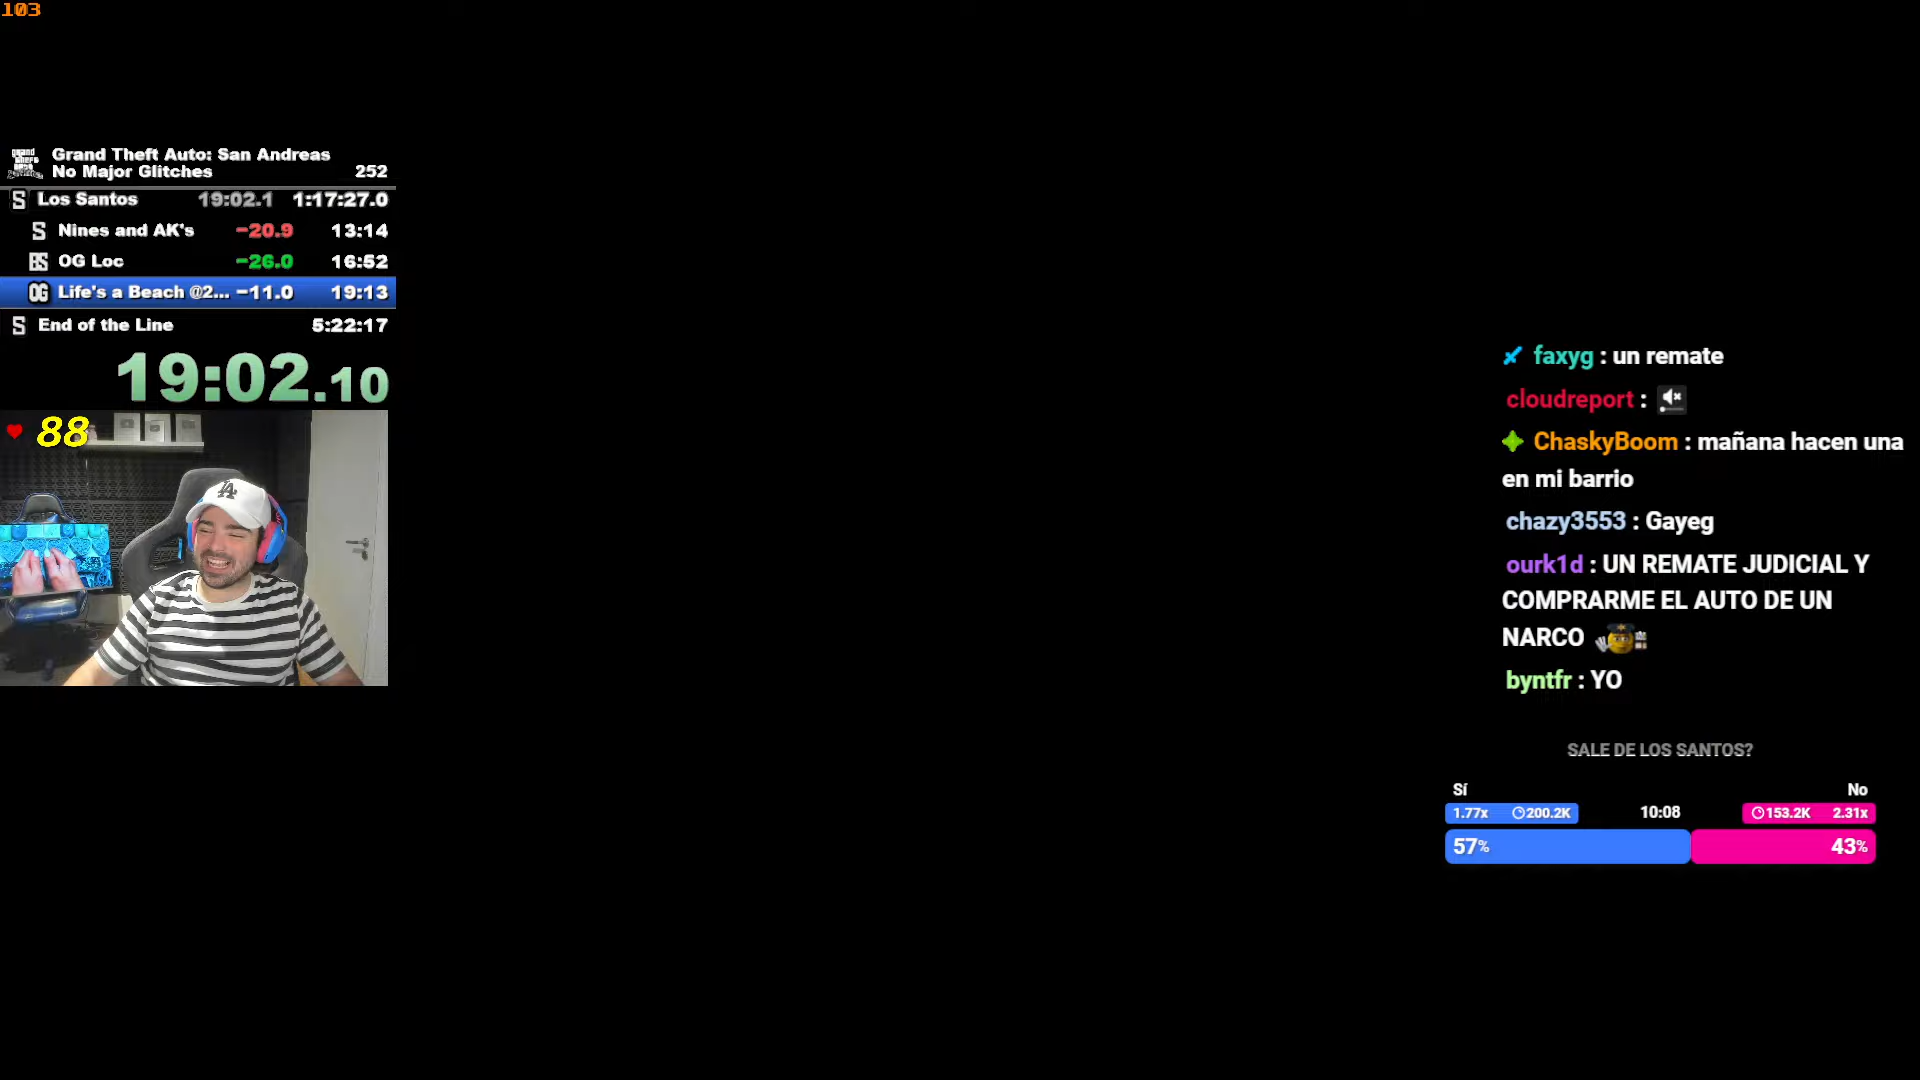 103
Grand Theft Auto: San Andreas
No Major Glitches 252
Los Santos 19:02.1 1:17:27.0
Nines and AK's -20.9 13:14
OG Loc -26.0 16:52
Life's a Beach @2... -11.0 19:13
End of the Line 5:22:17
19:02.10
88
LA
faxyg : un remate
cloudreport :
ChaskyBoom : mañana hacen una
en mi barrio
chazy3553 : Gayeg
ourk1d : UN REMATE JUDICIAL Y
COMPRARME EL AUTO DE UN
NARCO
byntfr : YO
SALE DE LOS SANTOS?
Sí No
1.77x 200.2K 10:08 153.2K 2.31x
57% 43%